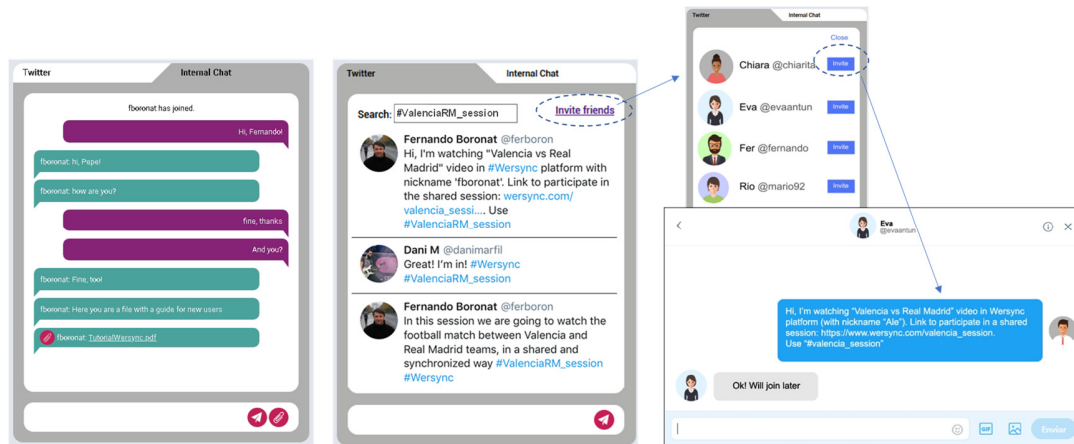 Twitter
Internal Chat
fboronat has joined.
Hi, Fernando!
fboronat: hi, Pepe!
fboronat: how are you?
fine, thanks
And you?
fboronat: Fine, too!
fboronat: Here you are a file with a guide for new users
fboronat: TutorialWersync.pdf
Twitter
Internal Chat
Search: #ValenciaRM_session
Invite friends
Fernando Boronat @ferboron
Hi, I'm watching "Valencia vs Real
Madrid" video in #Wersync platform with
nickname 'fboronat'. Link to participate in
the shared session: wersync.com/
valencia_sessi.... Use
#ValenciaRM_session
Dani M @danimarfil
Great! I'm in! #Wersync
#ValenciaRM_session
Fernando Boronat @ferboron
In this session we are going to watch the
football match between Valencia and
Real Madrid teams, in a shared and
synchronized way #ValenciaRM_session
#Wersync
Twitter
Internal Chat
Close
Chiara @chiarita
Invite
Eva @evaantun
Invite
Fer @fernando
Invite
Rio @mario92
Invite
Eva
@evaantun
Hi, I'm watching "Valencia vs Real Madrid" video in Wersync
platform (with nickname "Ale"). Link to participate in a shared
session: https://www.wersync.com/valencia_session.
Use "#valencia_session"
Ok! Will join later
GIF
Enviar